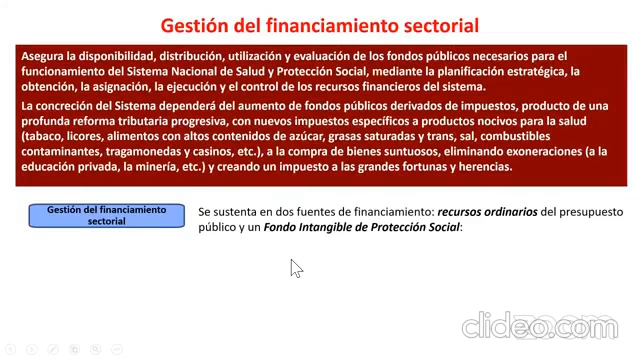 Gestión del financiamiento sectorial
Asegura la disponibilidad, distribución, utilización y evaluación de los fondos públicos necesarios para el
funcionamiento del Sistema Nacional de Salud y Protección Social, mediante la planificación estratégica, la
obtención, la asignación, la ejecución y el control de los recursos financieros del sistema.
La concreción del Sistema dependerá del aumento de fondos públicos derivados de impuestos, producto de una
profunda reforma tributaria progresiva, con nuevos impuestos específicos a productos nocivos para la salud
(tabaco, licores, alimentos con altos contenidos de azúcar, grasas saturadas y trans, sal, combustibles
contaminantes, tragamonedas y casinos, etc.), a la compra de bienes suntuosos, eliminando exoneraciones (a la
educación privada, la minería, etc.) y creando un impuesto a las grandes fortunas y herencias.
Gestión del financiamiento
sectorial
Se sustenta en dos fuentes de financiamiento: recursos ordinarios del presupuesto
público y un Fondo Intangible de Protección Social:
clideo.com